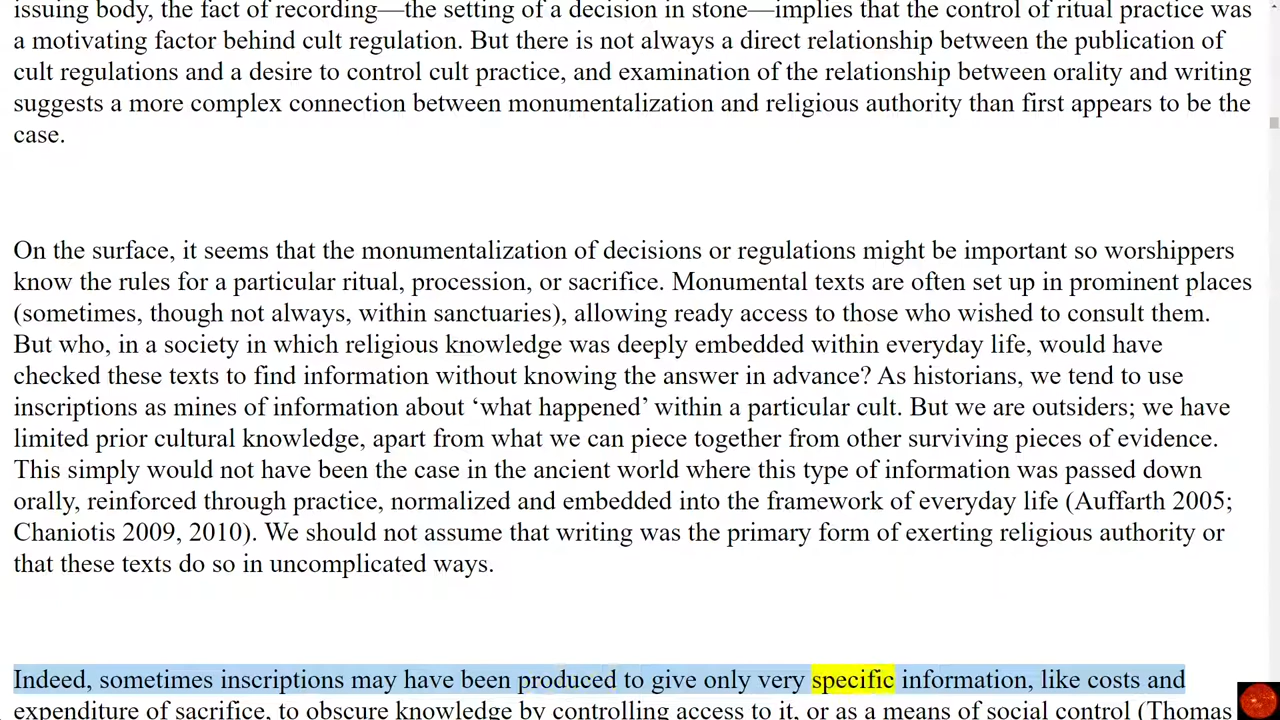 issuing body, the fact of recording—the setting of a decision in stone—implies that the control of ritual practice was
a motivating factor behind cult regulation. But there is not always a direct relationship between the publication of
cult regulations and a desire to control cult practice, and examination of the relationship between orality and writing
suggests a more complex connection between monumentalization and religious authority than first appears to be the
case.
On the surface, it seems that the monumentalization of decisions or regulations might be important so worshippers
know the rules for a particular ritual, procession, or sacrifice. Monumental texts are often set up in prominent places
(sometimes, though not always, within sanctuaries), allowing ready access to those who wished to consult them.
But who, in a society in which religious knowledge was deeply embedded within everyday life, would have
checked these texts to find information without knowing the answer in advance? As historians, we tend to use
inscriptions as mines of information about ‘what happened’ within a particular cult. But we are outsiders; we have
limited prior cultural knowledge, apart from what we can piece together from other surviving pieces of evidence.
This simply would not have been the case in the ancient world where this type of information was passed down
orally, reinforced through practice, normalized and embedded into the framework of everyday life (Auffarth 2005;
Chaniotis 2009, 2010). We should not assume that writing was the primary form of exerting religious authority or
that these texts do so in uncomplicated ways.
Indeed, sometimes inscriptions may have been produced to give only very specific information, like costs and
expenditure of sacrifice, to obscure knowledge by controlling access to it, or as a means of social control (Thomas